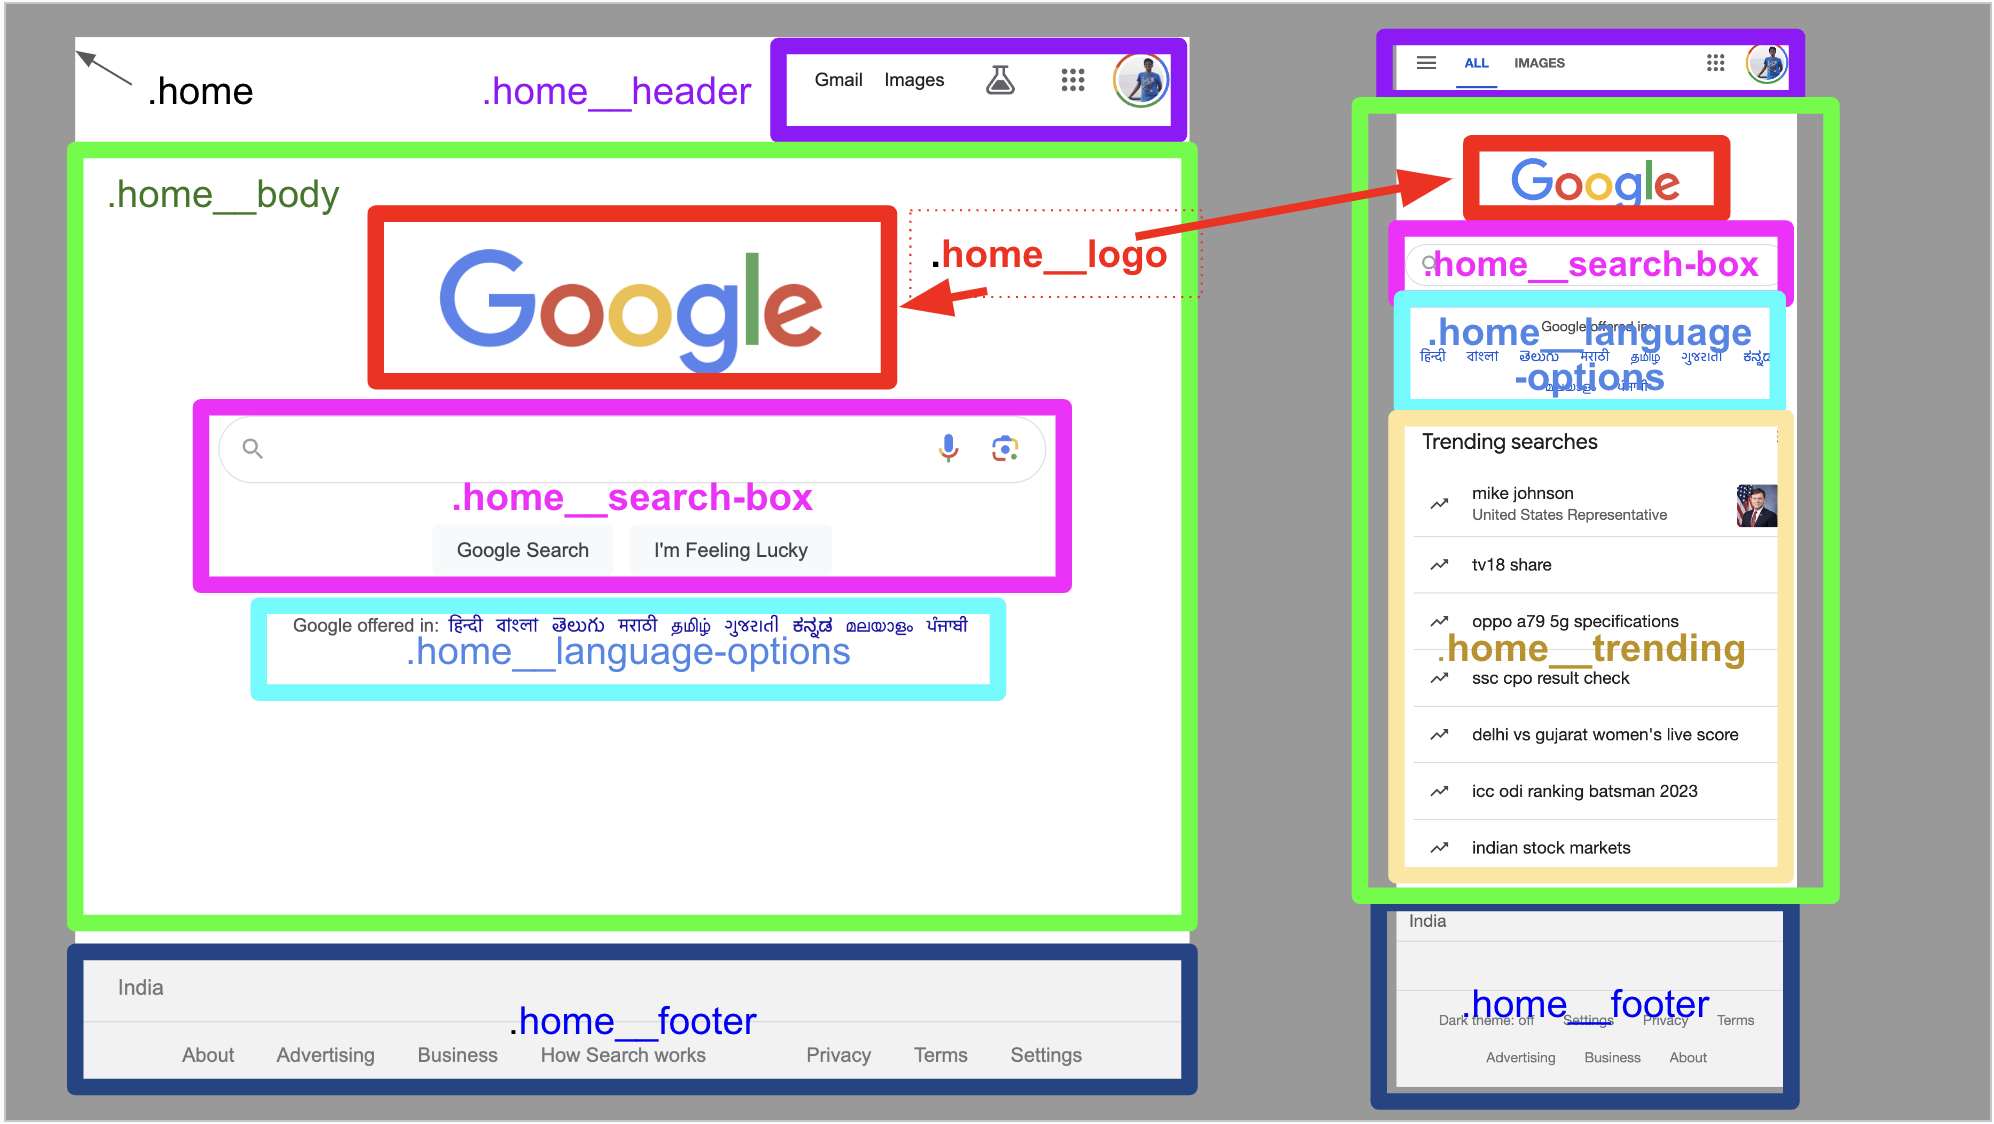 .home
.home__header
Gmail Images
.home__body
Google
.home__logo
.home__search-box
Google Search I'm Feeling Lucky
Google offered in: हिन्दी বাংলা తెలుగు मराठी தமிழ் ગુજરાતી ಕನ್ನಡ മലയാളം ਪੰਜਾਬੀ
.home__language-options
India
.home__footer
About Advertising Business How Search works Privacy Terms Settings
ALL IMAGES
Google
.home__search-box
Google offered in:
.home__language
हिन्दी বাংলা తెలుగు मराठी தமிழ் ગુજરાતી ಕನ್ನಡ
-options
മലയാളം ਪੰਜਾਬੀ
Trending searches
mike johnson
United States Representative
tv18 share
oppo a79 5g specifications
.home__trending
ssc cpo result check
delhi vs gujarat women's live score
icc odi ranking batsman 2023
indian stock markets
India
.home__footer
Dark theme: off Settings Privacy Terms
Advertising Business About